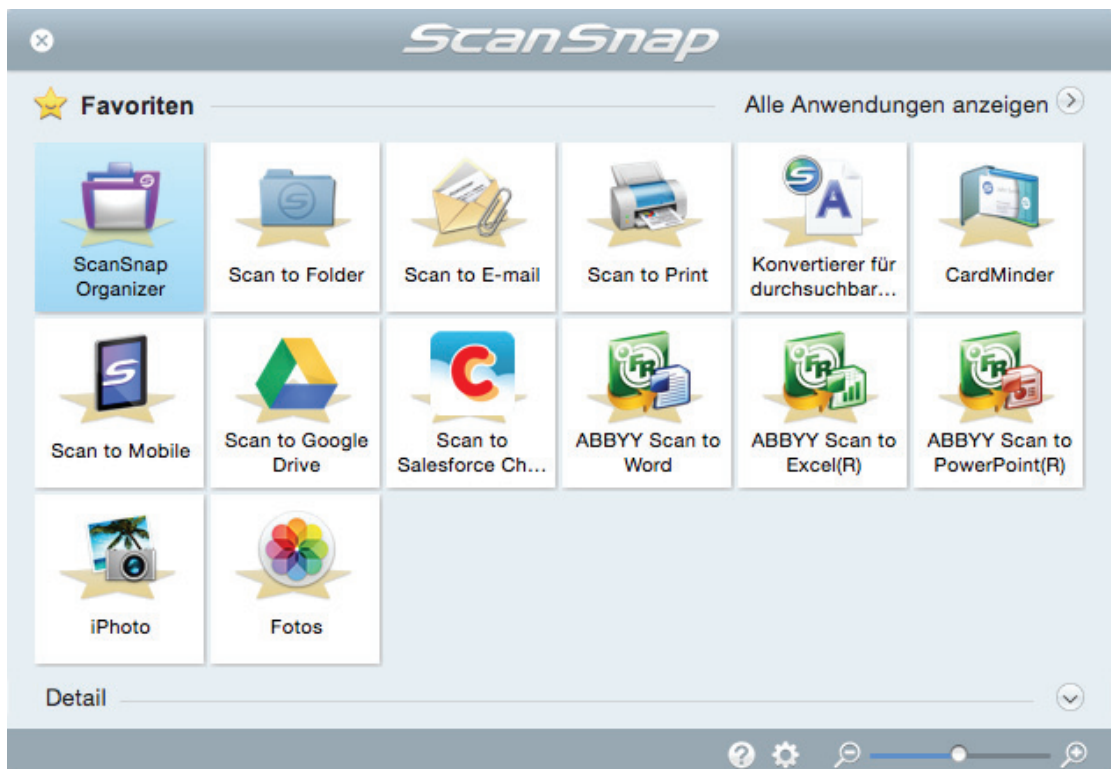 ScanSnap
Favoriten
Alle Anwendungen anzeigen
ScanSnap
Organizer
Scan to Folder
Scan to E-mail
Scan to Print
Konvertierer für
durchsuchbar...
CardMinder
Scan to Mobile
Scan to Google
Drive
Scan to
Salesforce Ch...
ABBYY Scan to
Word
ABBYY Scan to
Excel(R)
ABBYY Scan to
PowerPoint(R)
iPhoto
Fotos
Detail